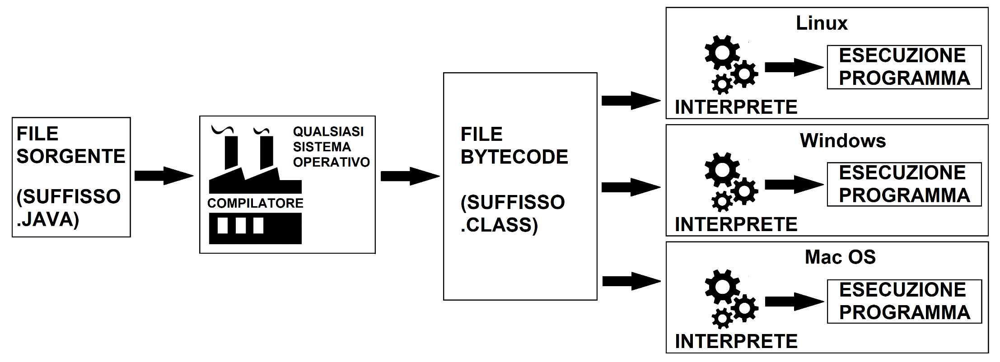 FILE
SORGENTE
(SUFFISSO
.JAVA)
QUALSIASI
SISTEMA
OPERATIVO
COMPILATORE
FILE
BYTECODE
(SUFFISSO
.CLASS)
Linux
ESECUZIONE
PROGRAMMA
INTERPRETE
Windows
ESECUZIONE
PROGRAMMA
INTERPRETE
Mac OS
ESECUZIONE
PROGRAMMA
INTERPRETE